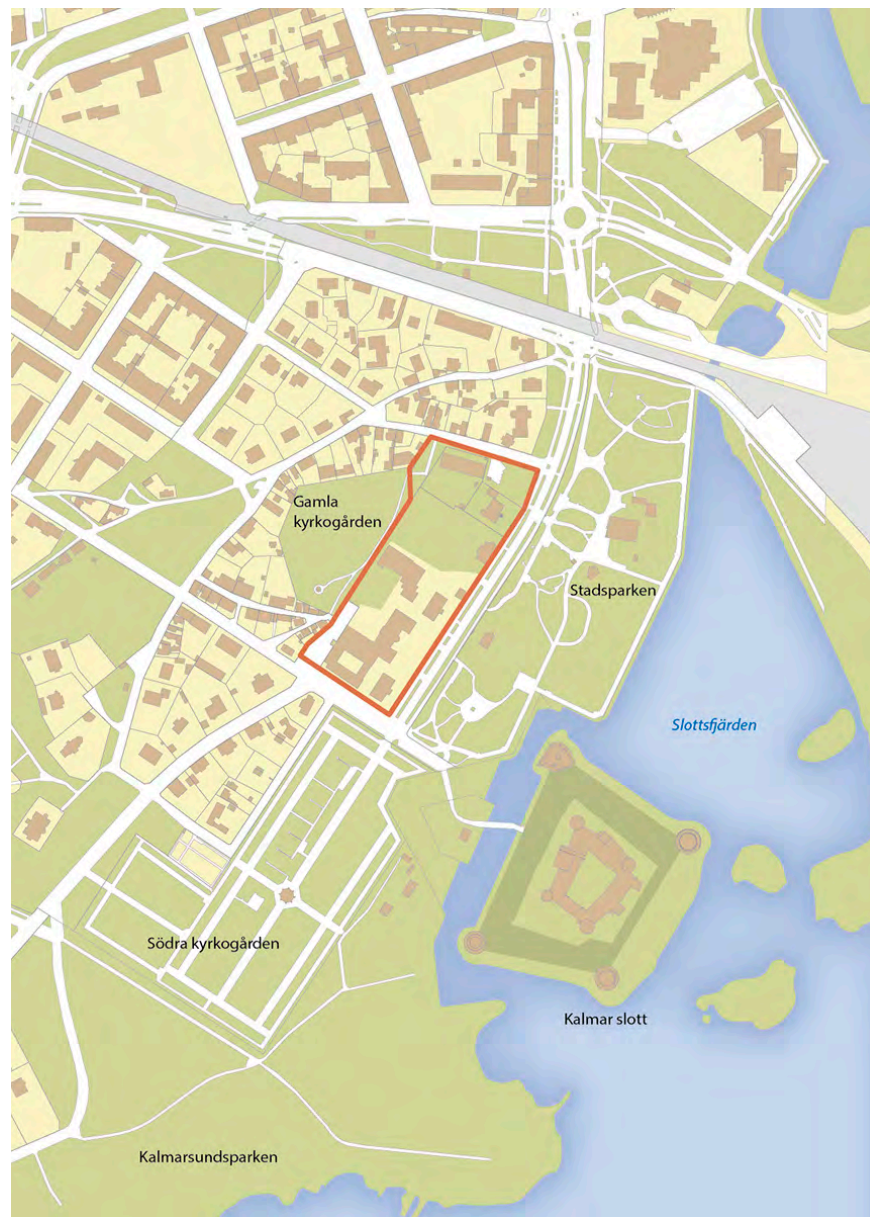 Gamla
kyrkogården
Stadsparken
Slottsfjärden
Södra kyrkogården
Kalmar slott
Kalmarsundsparken